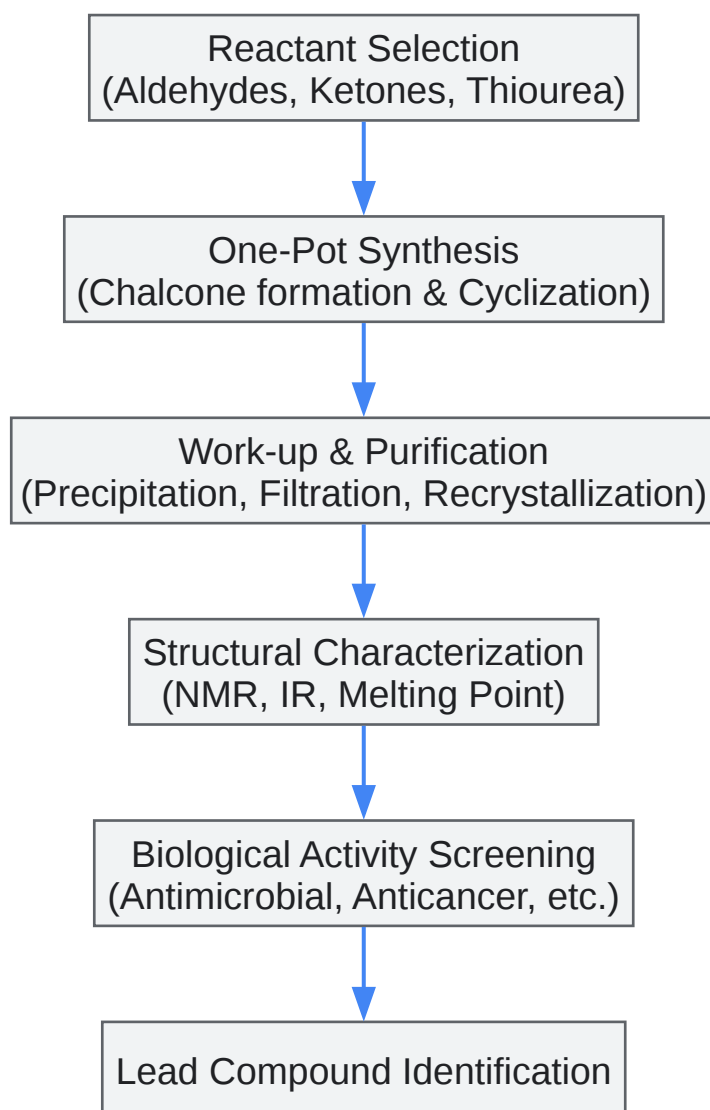 Reactant Selection
(Aldehydes, Ketones, Thiourea)
One-Pot Synthesis
(Chalcone formation & Cyclization)
Work-up & Purification
(Precipitation, Filtration, Recrystallization)
Structural Characterization
(NMR, IR, Melting Point)
Biological Activity Screening
(Antimicrobial, Anticancer, etc.)
Lead Compound Identification